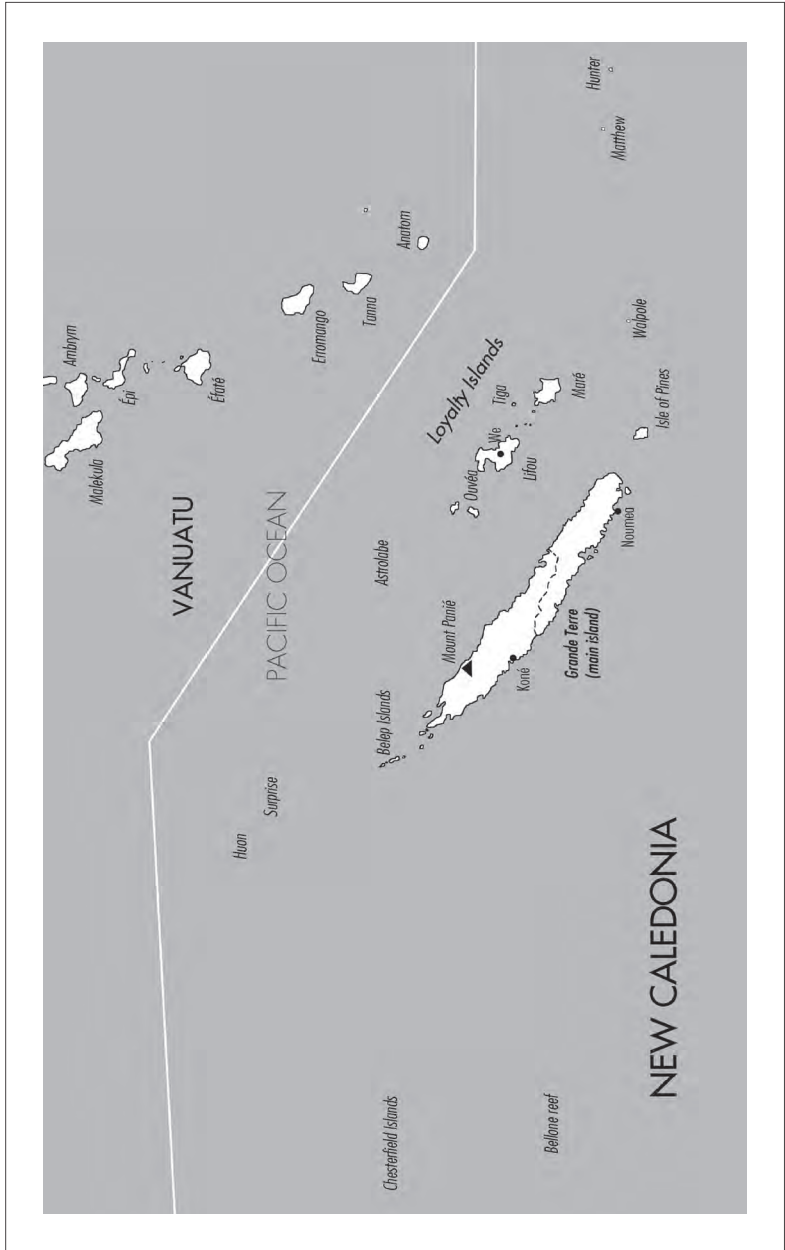 Ambrym
Malekula
Épi
Éfaté
VANUATU
Erromango
PACIFIC OCEAN
Tanna
Anatom
Huon
Surprise
Belep Islands
Astrolabe
Loyalty Islands
Mount Panié
Ouvéa
We
Tiga
Lifou
Maré
Koné
Grande Terre
(main island)
Noumea
Isle of Pines
Walpole
Matthew
Hunter
Chesterfield Islands
Bellone reef
NEW CALEDONIA